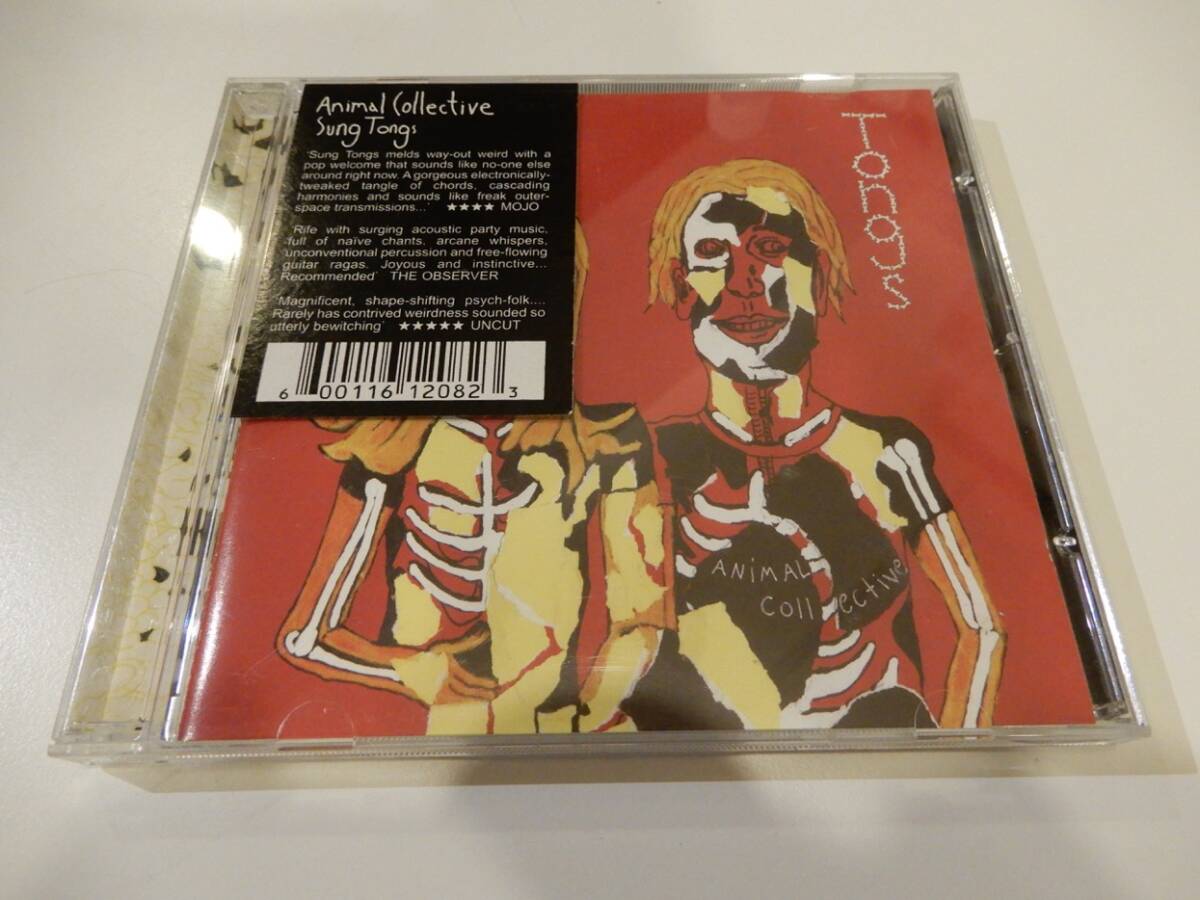 Animal Collective
Sung Tongs
'Sung Tongs melds way-out weird with a
pop welcome that sounds like no-one else
around right now. A gorgeous electronically-
tweaked tangle of chords, cascading
harmonies and sounds like freak outer-
space transmissions...' ★★★★ MOJO
'Rife with surging acoustic party music,
full of naïve chants, arcane whispers,
unconventional percussion and free-flowing
guitar ragas. Joyous and instinctive...
Recommended' THE OBSERVER
'Magnificent, shape-shifting psych-folk....
Rarely has contrived weirdness sounded so
utterly bewitching' ★★★★★ UNCUT
6 00116 12082 3
TONGS
ANiMAL
Collective